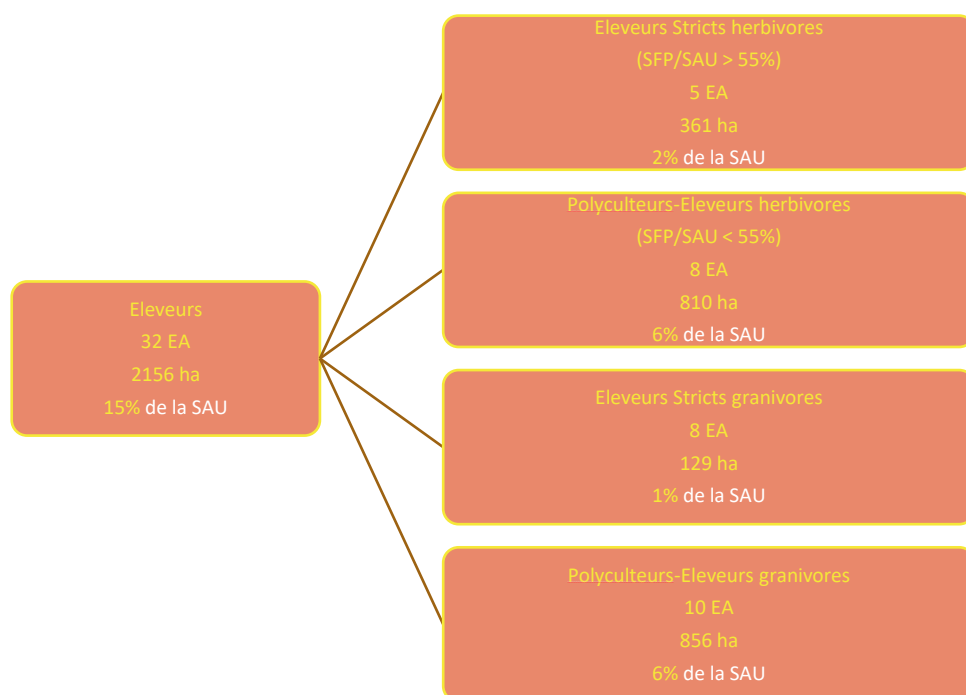 Eleveurs
32 EA
2156 ha
15% de la SAU
Eleveurs Stricts herbivores
(SFP/SAU > 55%)
5 EA
361 ha
2% de la SAU
Polyculteurs-Eleveurs herbivores
(SFP/SAU < 55%)
8 EA
810 ha
6% de la SAU
Eleveurs Stricts granivores
8 EA
129 ha
1% de la SAU
Polyculteurs-Eleveurs granivores
10 EA
856 ha
6% de la SAU